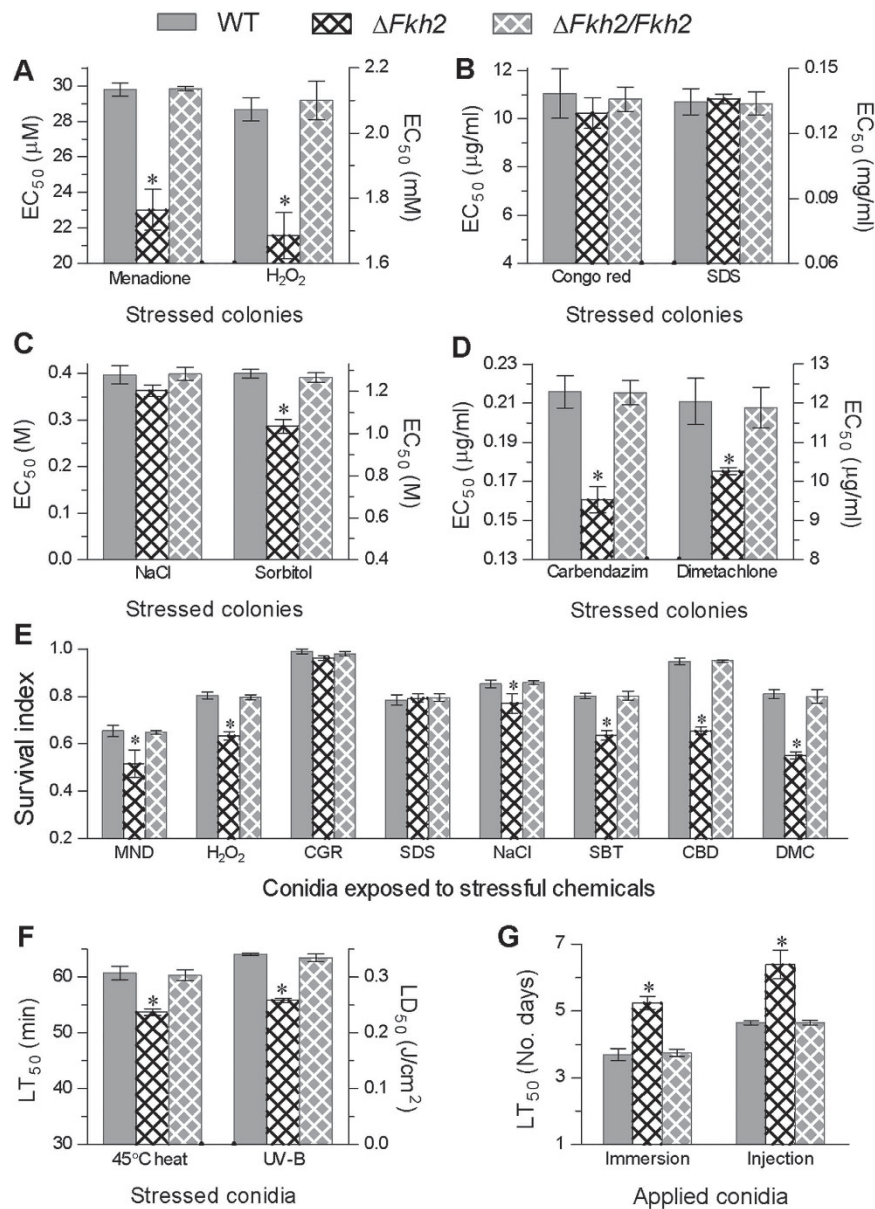 WT ΔFkh2 ΔFkh2/Fkh2
A
EC50 (μM)
30
28
26
24
22
20
2.2
2.0
1.8
1.6
EC50 (mM)
*
*
Menadione H2O2
Stressed colonies
B
EC50 (μg/ml)
12
10
8
6
4
0.15
0.12
0.09
0.06
EC50 (mg/ml)
Congo red SDS
Stressed colonies
C
EC50 (M)
0.4
0.3
0.2
0.1
0.0
1.2
1.0
0.8
0.6
0.4
EC50 (M)
*
NaCl Sorbitol
Stressed colonies
D
EC50 (μg/ml)
0.23
0.21
0.19
0.17
0.15
0.13
13
12
11
10
9
8
EC50 (μg/ml)
*
*
Carbendazim Dimetachlone
Stressed colonies
E
Survival index
1.0
0.8
0.6
0.4
0.2
* * * * * *
MND H2O2 CGR SDS NaCl SBT CBD DMC
Conidia exposed to stressful chemicals
F
LT50 (min)
60
50
40
30
0.3
0.2
0.1
0.0
LD50 (J/cm2)
*
*
45°C heat UV-B
Stressed conidia
G
LT50 (No. days)
7
5
3
1
*
*
Immersion Injection
Applied conidia